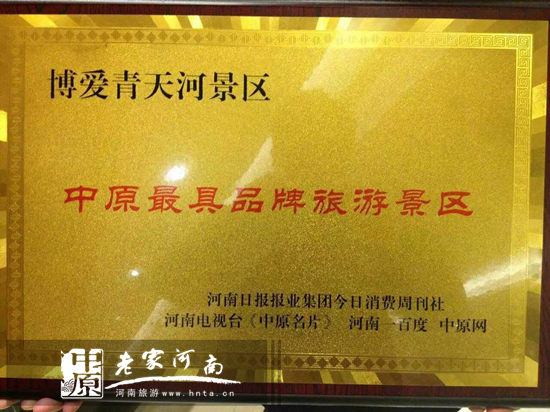 博爱青天河景区
中原最具品牌旅游景区
河南日报报业集团今日消费周刊社
河南电视台《中原名片》 河南一百度 中原网
中原 老家河南
河南旅游 www.hnta.cn